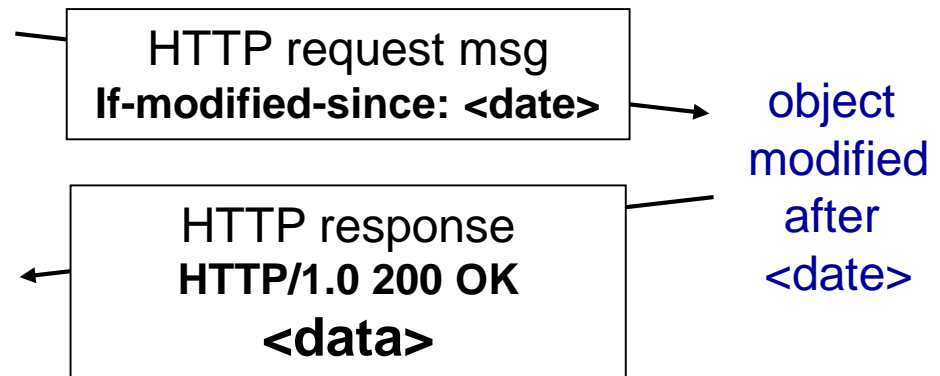 HTTP request msg
If-modified-since: <date>
object
modified
after
<date>
HTTP response
HTTP/1.0 200 OK
<data>